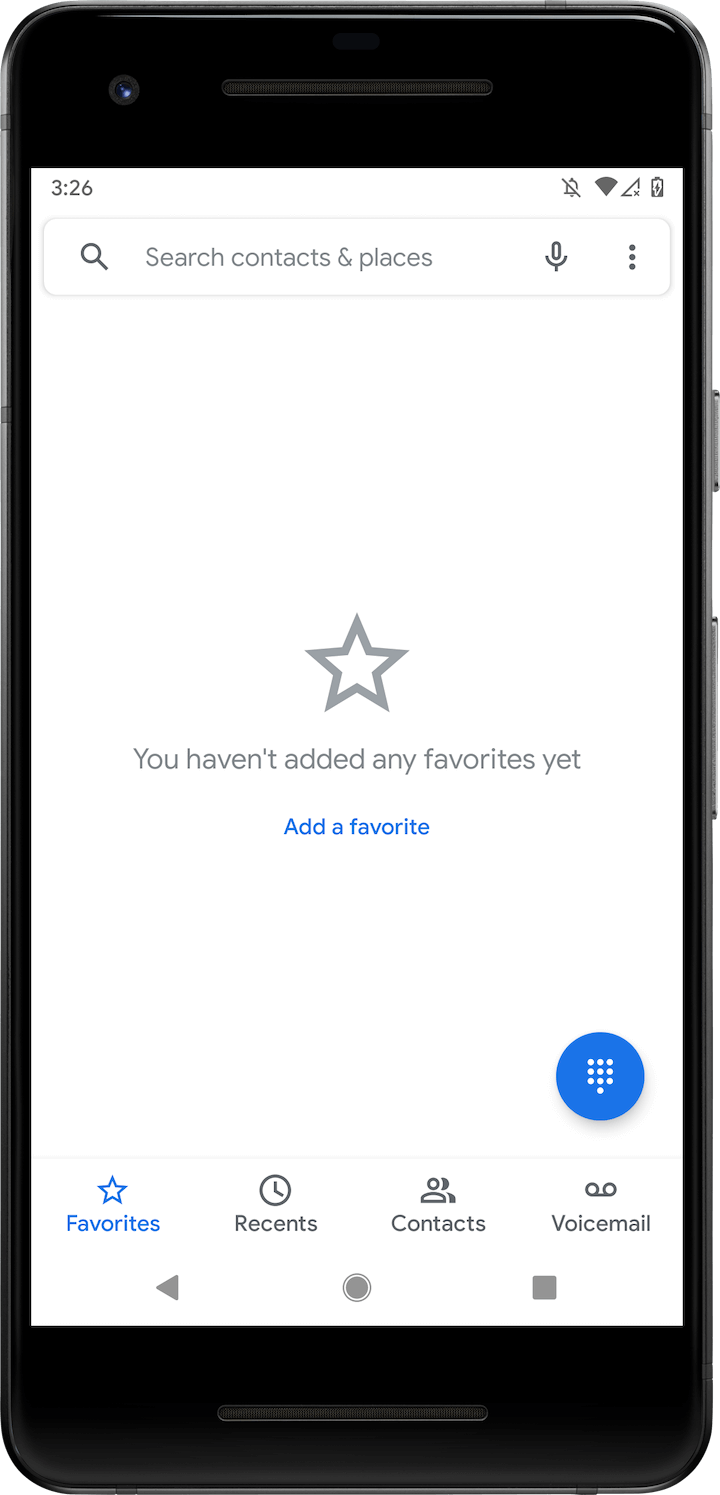 3:26
Search contacts & places
You haven't added any favorites yet
Add a favorite
Favorites
Recents
Contacts
Voicemail